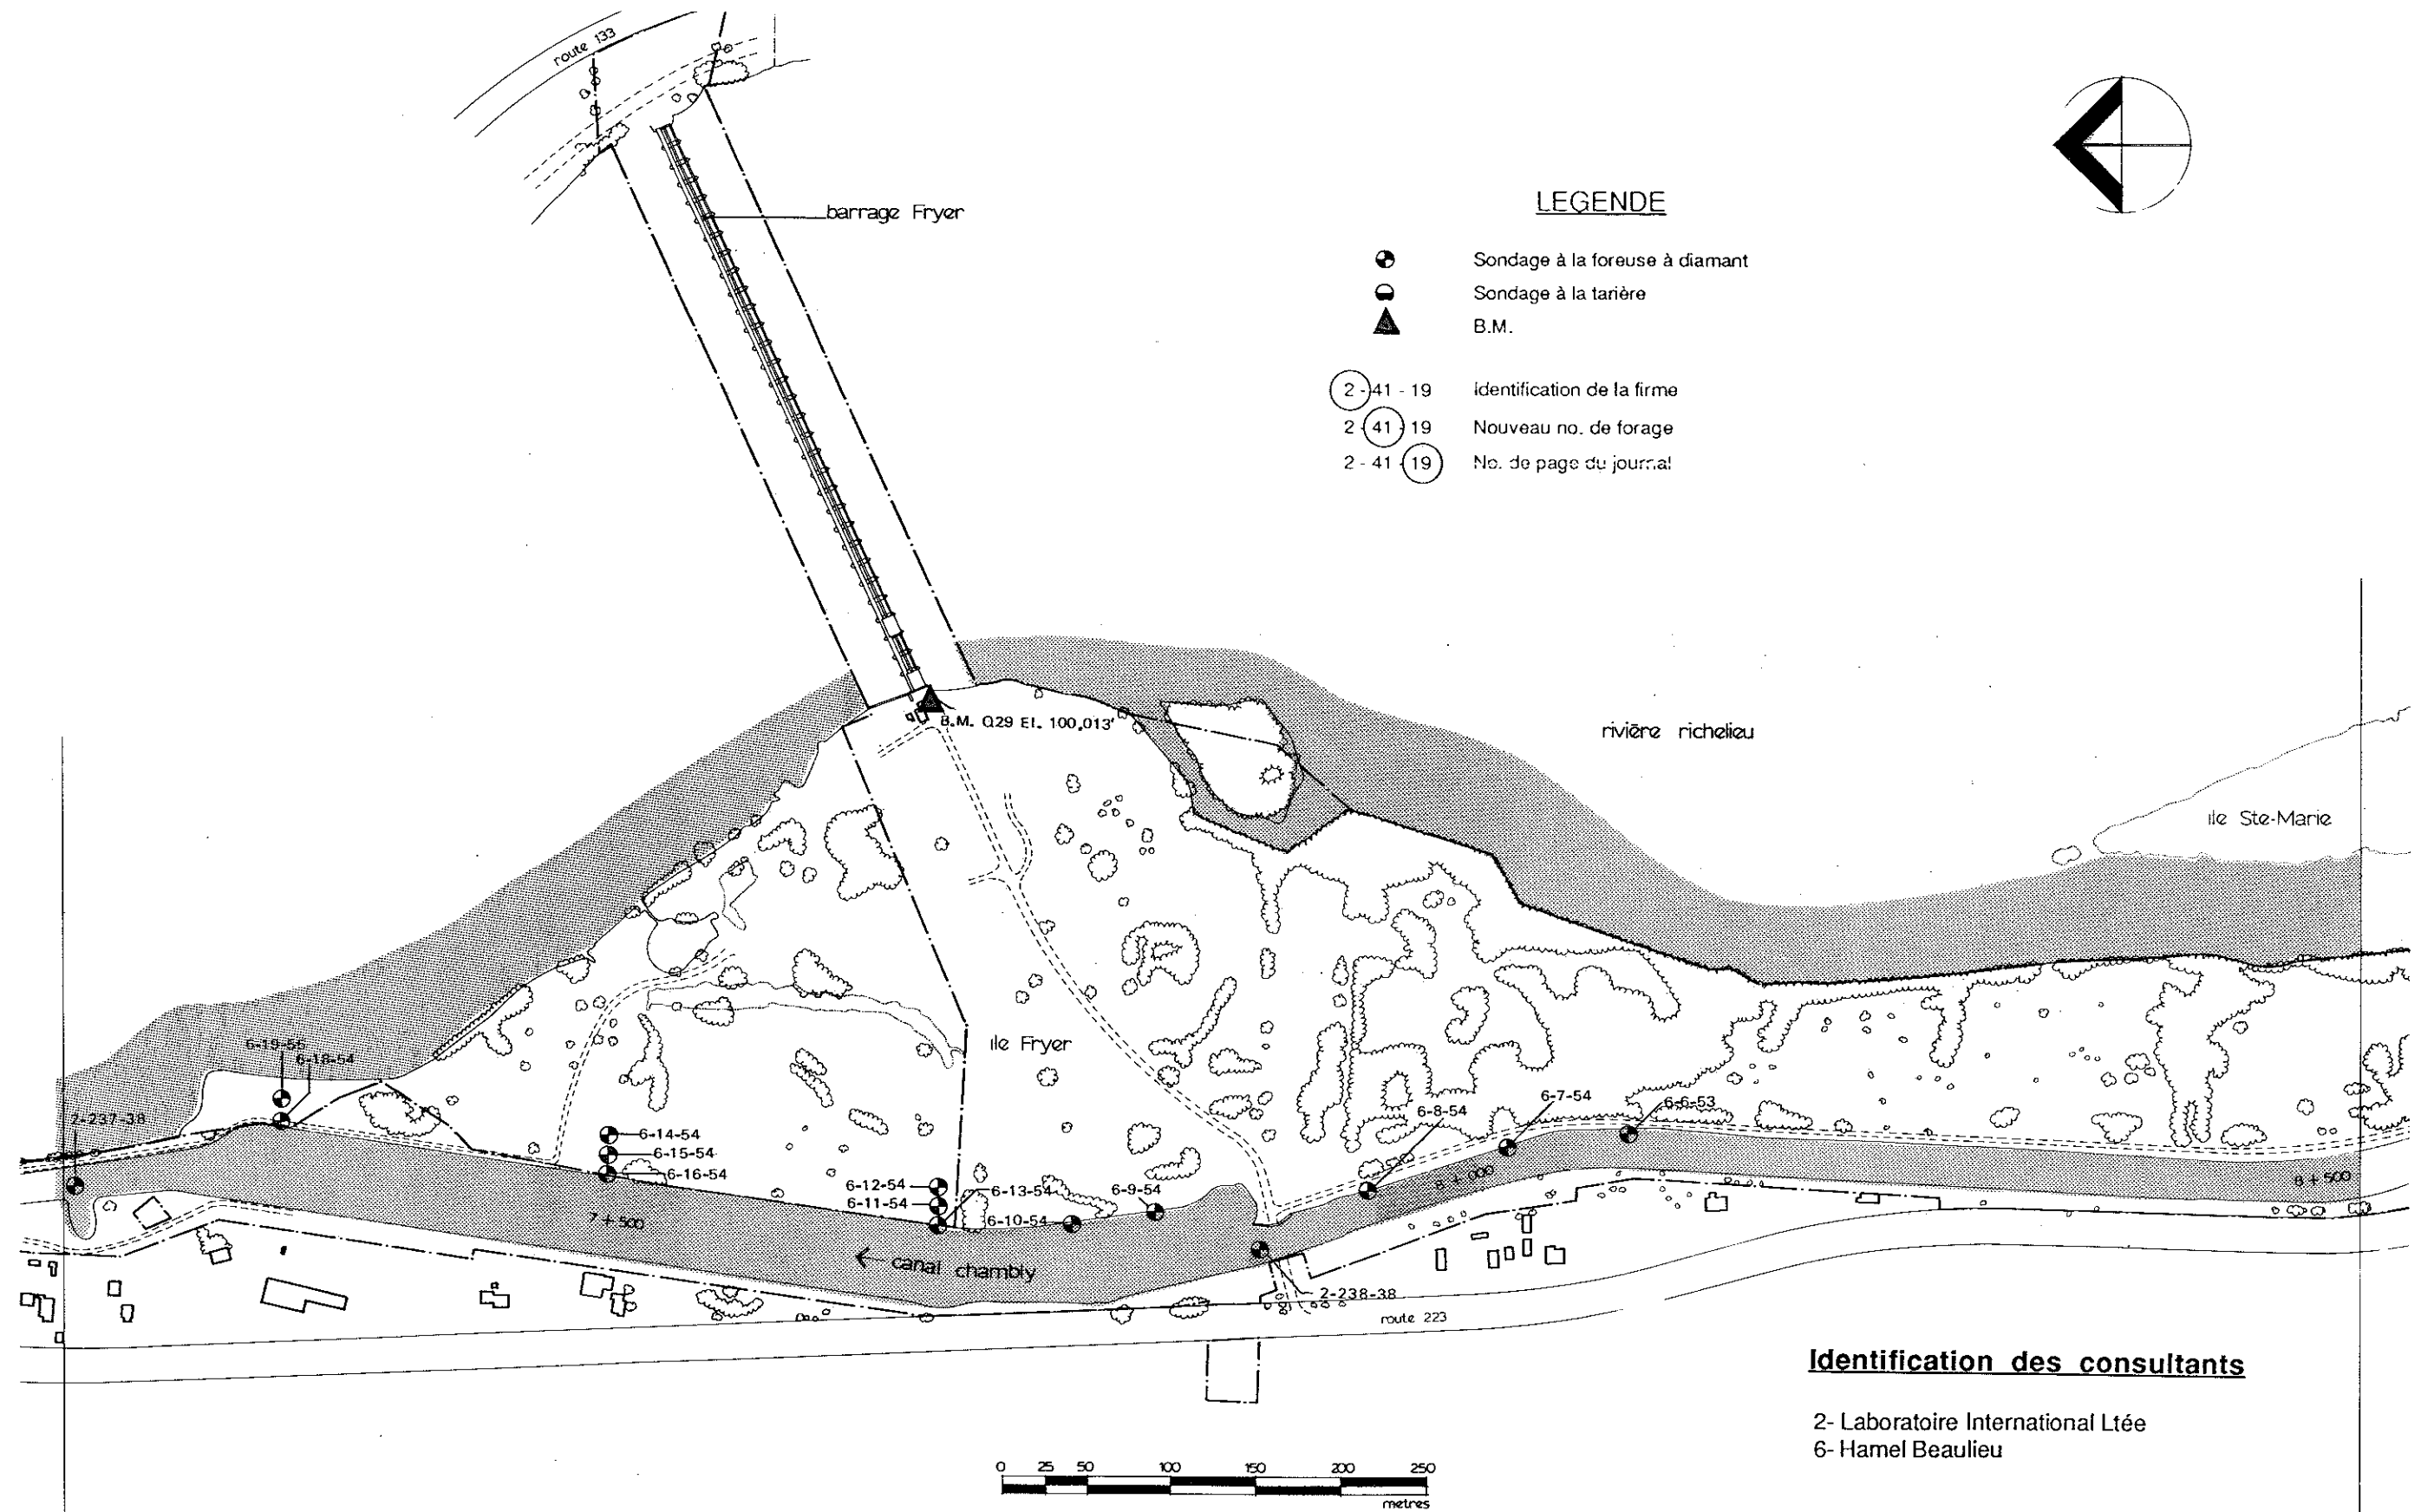 route 133
barrage Fryer
LEGENDE
Sondage à la foreuse à diamant
Sondage à la tarière
B.M.
2-41-19 Identification de la firme
2-41-19 Nouveau no. de forage
2-41-19 No. de page du journal
B.M. Q29 El. 100,013'
rivière richelieu
ile Ste-Marie
ile Fryer
6-19-55
6-18-54
2-237-38
6-14-54
6-15-54
6-16-54
6-12-54
6-11-54
6-13-54
6-10-54
6-9-54
6-8-54
6-7-54
6-6-53
7+500
8+000
8+500
← canal chambly
2-238-38
route 223
Identification des consultants
2- Laboratoire International Ltée
6- Hamel Beaulieu
0 25 50 100 150 200 250
metres